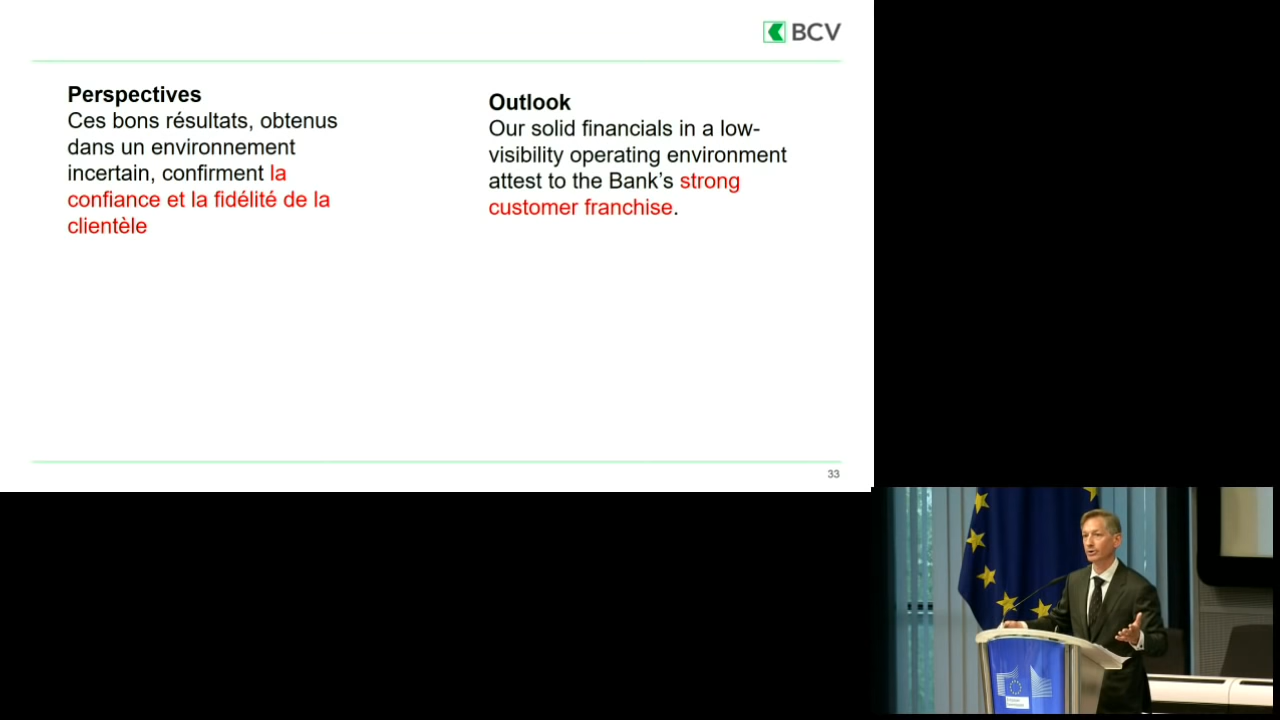 BCV
Perspectives
Ces bons résultats, obtenus
dans un environnement
incertain, confirment la
confiance et la fidélité de la
clientèle
Outlook
Our solid financials in a low-
visibility operating environment
attest to the Bank’s strong
customer franchise.
33